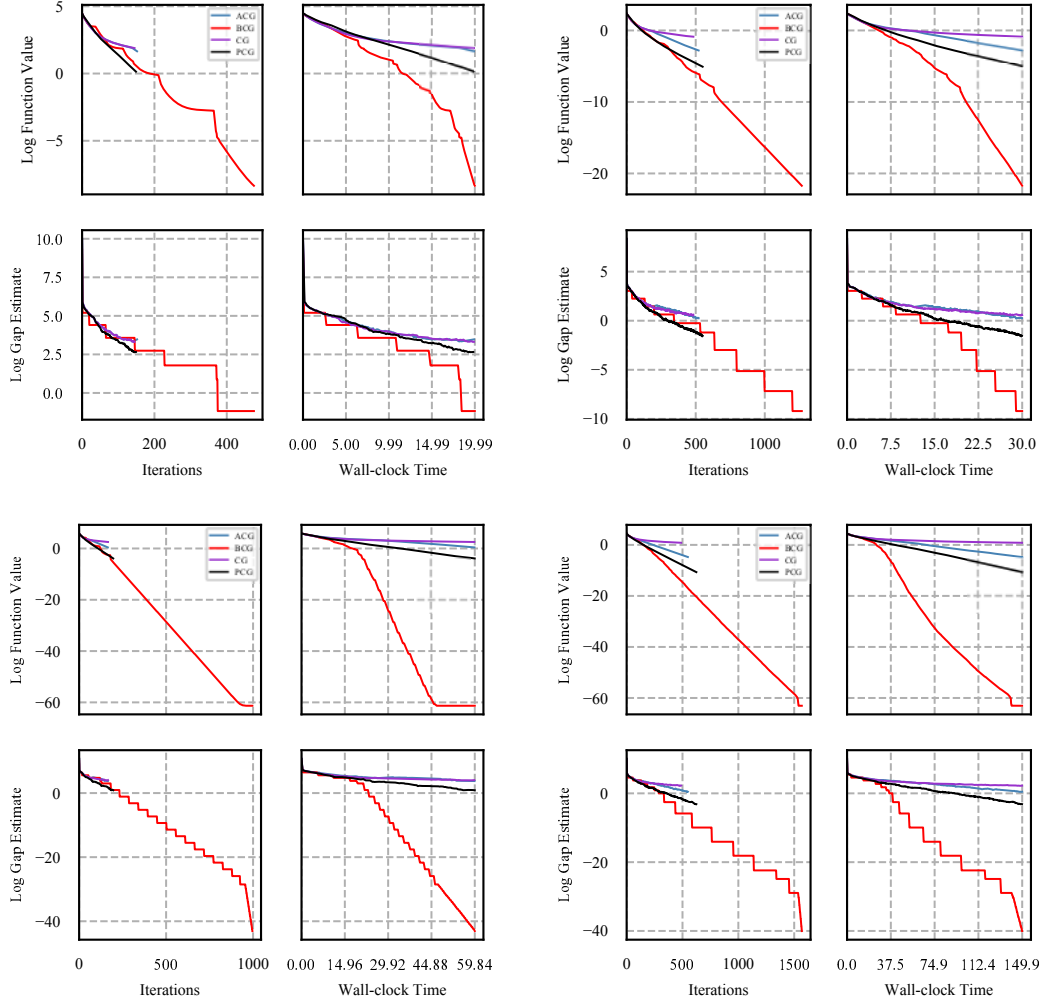 Log Function Value
5
0
−5
ACG
BCG
CG
PCG
Log Gap Estimate
10.0
7.5
5.0
2.5
0.0
0
200
400
Iterations
0.00
5.00
9.99
14.99
19.99
Wall-clock Time
Log Function Value
0
−10
−20
ACG
BCG
CG
PCG
Log Gap Estimate
5
0
−5
−10
0
500
1000
Iterations
0.0
7.5
15.0
22.5
30.0
Wall-clock Time
Log Function Value
0
−20
−40
−60
ACG
BCG
CG
PCG
Log Gap Estimate
0
−20
−40
0
500
1000
Iterations
0.00
14.96
29.92
44.88
59.84
Wall-clock Time
Log Function Value
0
−20
−40
−60
ACG
BCG
CG
PCG
Log Gap Estimate
0
−20
−40
0
500
1000
1500
Iterations
0.0
37.5
74.9
112.4
149.9
Wall-clock Time